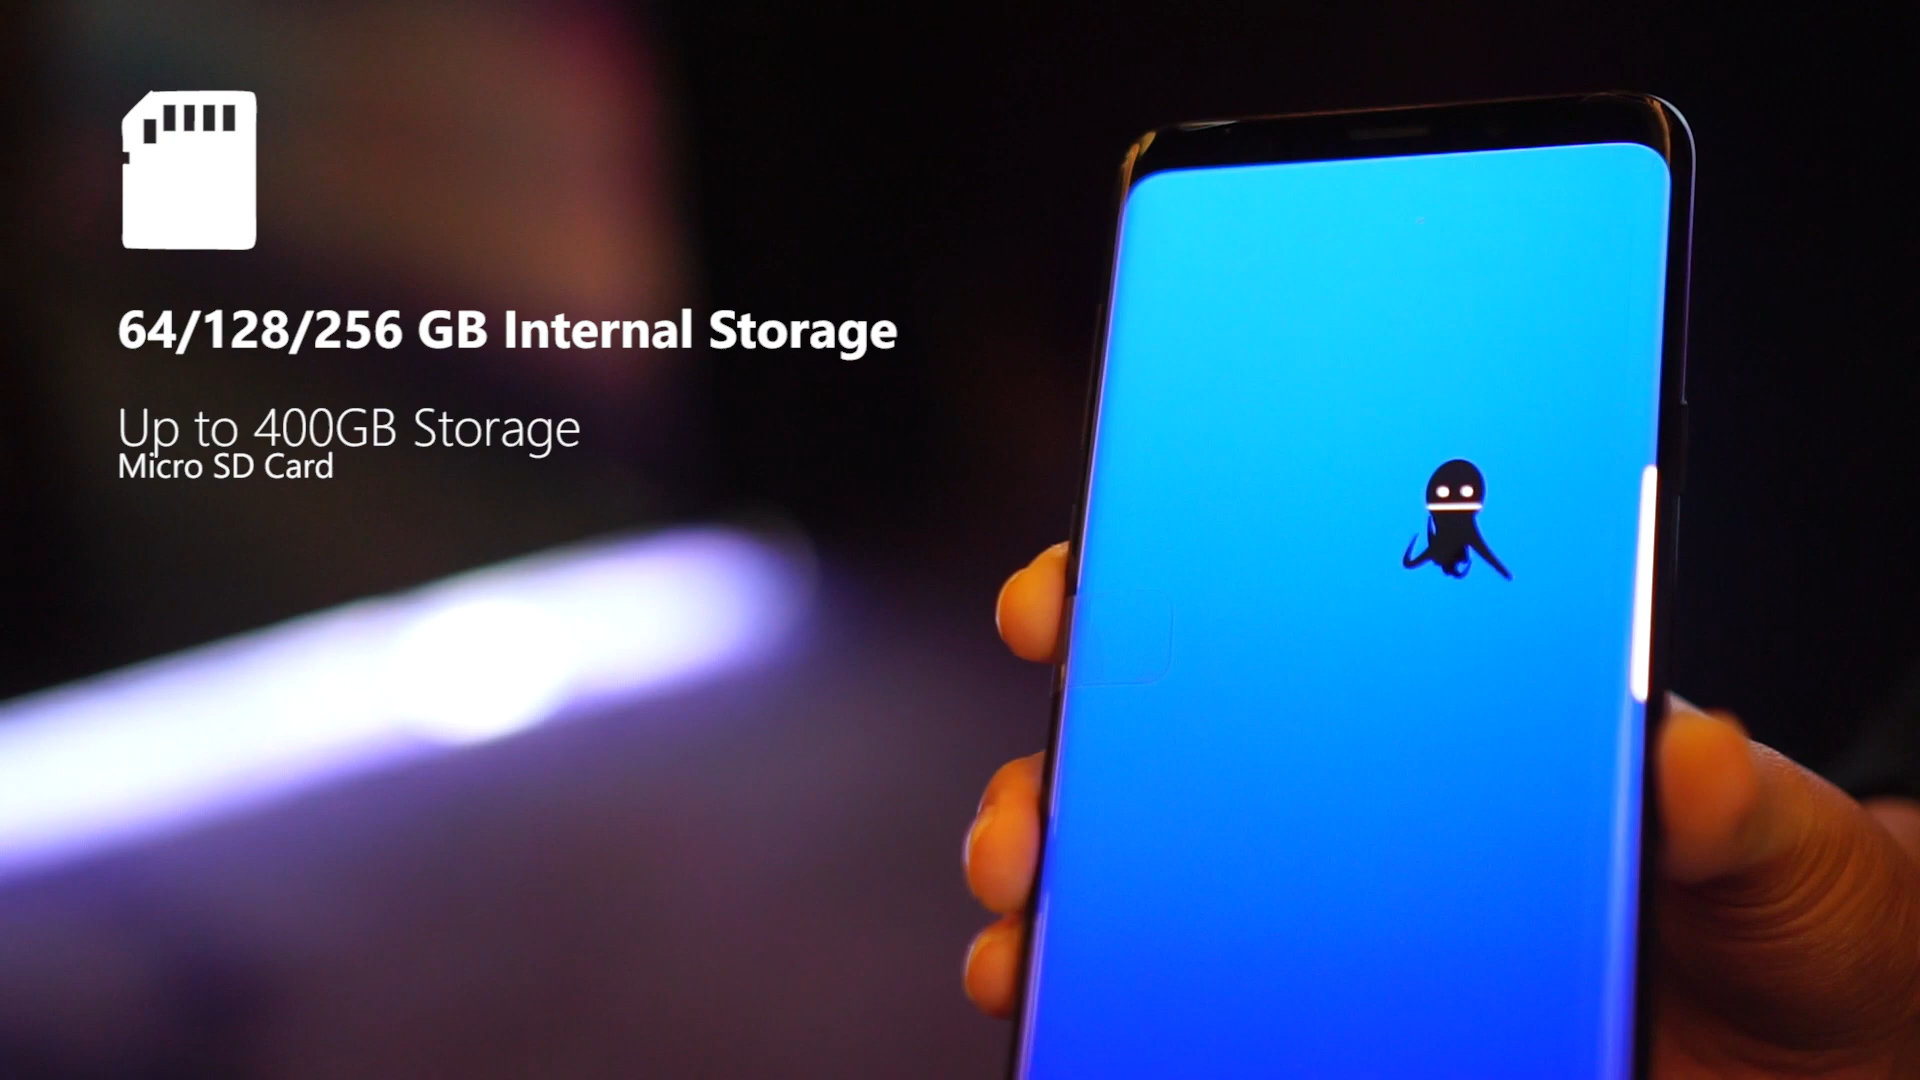 64/128/256 GB Internal Storage
Up to 400GB Storage
Micro SD Card